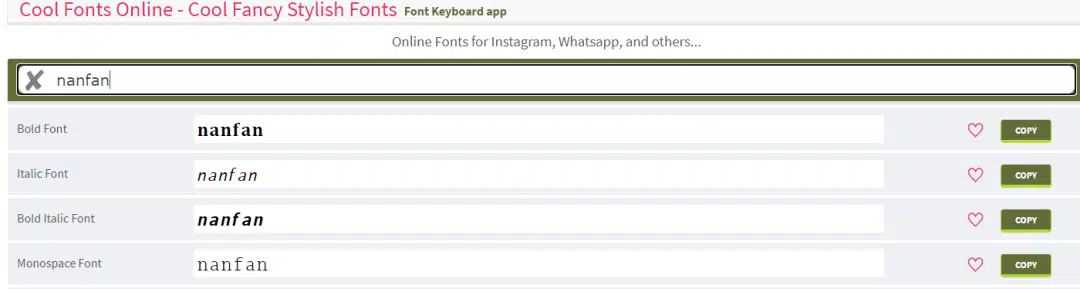 Cool Fonts Online - Cool Fancy Stylish Fonts Font Keyboard app
Online Fonts for Instagram, Whatsapp, and others...
nanfan
Bold Font 𝐧𝐚𝐧𝐟𝐚𝐧 COPY
Italic Font 𝘯𝘢𝘯𝘧𝘢𝘯 COPY
Bold Italic Font 𝙣𝙖𝙣𝙛𝙖𝙣 COPY
Monospace Font 𝚗𝚊𝚗𝚏𝚊𝚗 COPY